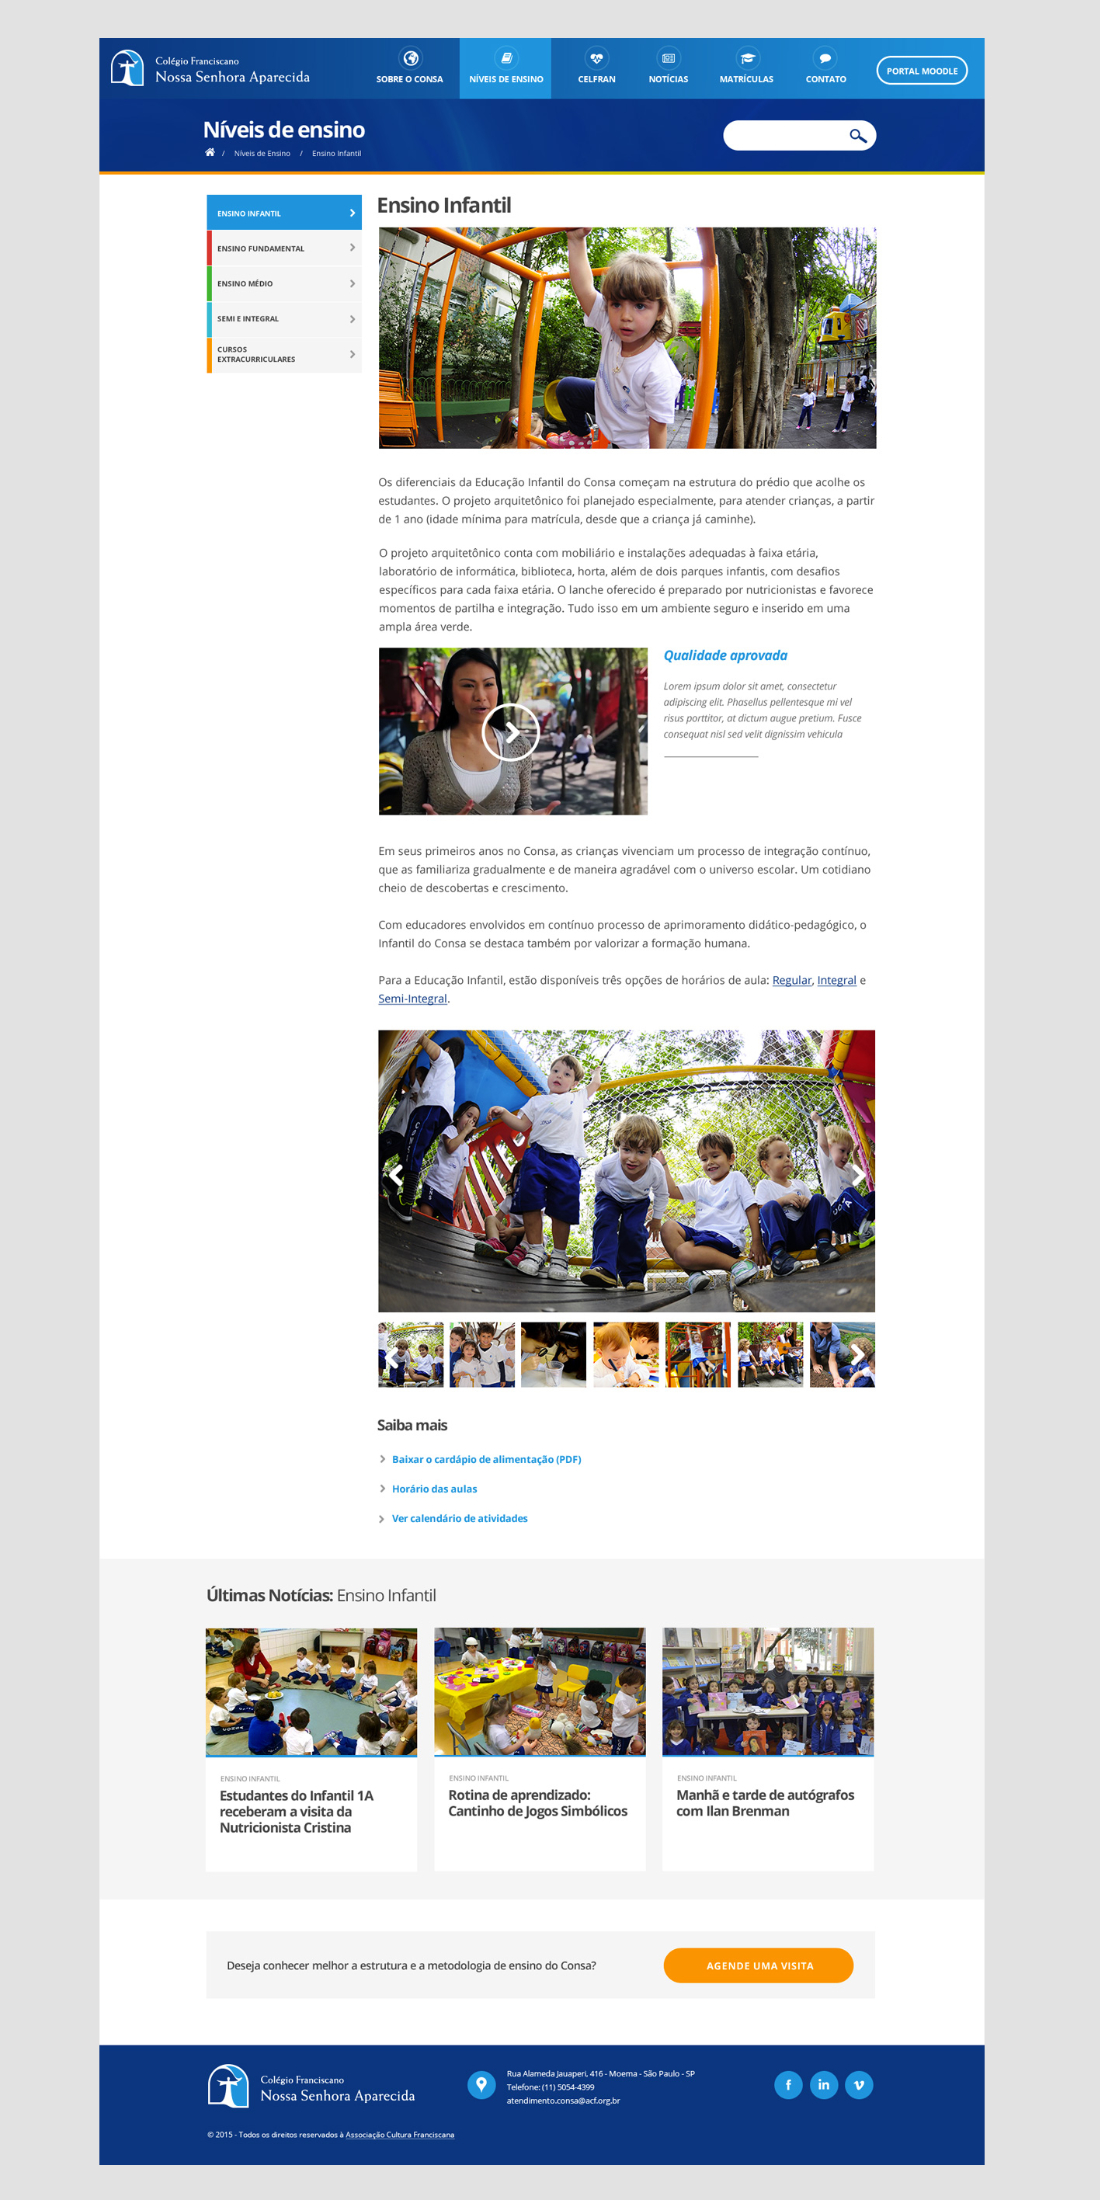 Colégio Franciscano
Nossa Senhora Aparecida
SOBRE O CONSA
NÍVEIS DE ENSINO
CELFRAN
NOTÍCIAS
MATRÍCULAS
CONTATO
PORTAL MOODLE
Níveis de ensino
/ Níveis de Ensino / Ensino Infantil
ENSINO INFANTIL
ENSINO FUNDAMENTAL
ENSINO MÉDIO
SEMI E INTEGRAL
CURSOS
EXTRACURRICULARES
Ensino Infantil
Os diferenciais da Educação Infantil do Consa começam na estrutura do prédio que acolhe os
estudantes. O projeto arquitetônico foi planejado especialmente, para atender crianças, a partir
de 1 ano (idade mínima para matrícula, desde que a criança já caminhe).
O projeto arquitetônico conta com mobiliário e instalações adequadas à faixa etária,
laboratório de informática, biblioteca, horta, além de dois parques infantis, com desafios
específicos para cada faixa etária. O lanche oferecido é preparado por nutricionistas e favorece
momentos de partilha e integração. Tudo isso em um ambiente seguro e inserido em uma
ampla área verde.
Qualidade aprovada
Lorem ipsum dolor sit amet, consectetur
adipiscing elit. Phasellus pellentesque mi vel
risus porttitor, at dictum augue pretium. Fusce
consequat nisl sed velit dignissim vehicula
Em seus primeiros anos no Consa, as crianças vivenciam um processo de integração contínuo,
que as familiariza gradualmente e de maneira agradável com o universo escolar. Um cotidiano
cheio de descobertas e crescimento.
Com educadores envolvidos em contínuo processo de aprimoramento didático-pedagógico, o
Infantil do Consa se destaca também por valorizar a formação humana.
Para a Educação Infantil, estão disponíveis três opções de horários de aula: Regular, Integral e
Semi-Integral.
Saiba mais
Baixar o cardápio de alimentação (PDF)
Horário das aulas
Ver calendário de atividades
Últimas Notícias: Ensino Infantil
ENSINO INFANTIL
Estudantes do Infantil 1A
receberam a visita da
Nutricionista Cristina
ENSINO INFANTIL
Rotina de aprendizado:
Cantinho de Jogos Simbólicos
ENSINO INFANTIL
Manhã e tarde de autógrafos
com Ilan Brenman
Deseja conhecer melhor a estrutura e a metodologia de ensino do Consa?
AGENDE UMA VISITA
Colégio Franciscano
Nossa Senhora Aparecida
Rua Alameda Jauaperi, 416 - Moema - São Paulo - SP
Telefone: (11) 5054-4399
atendimento.consa@acf.org.br
© 2015 - Todos os direitos reservados à Associação Cultura Franciscana